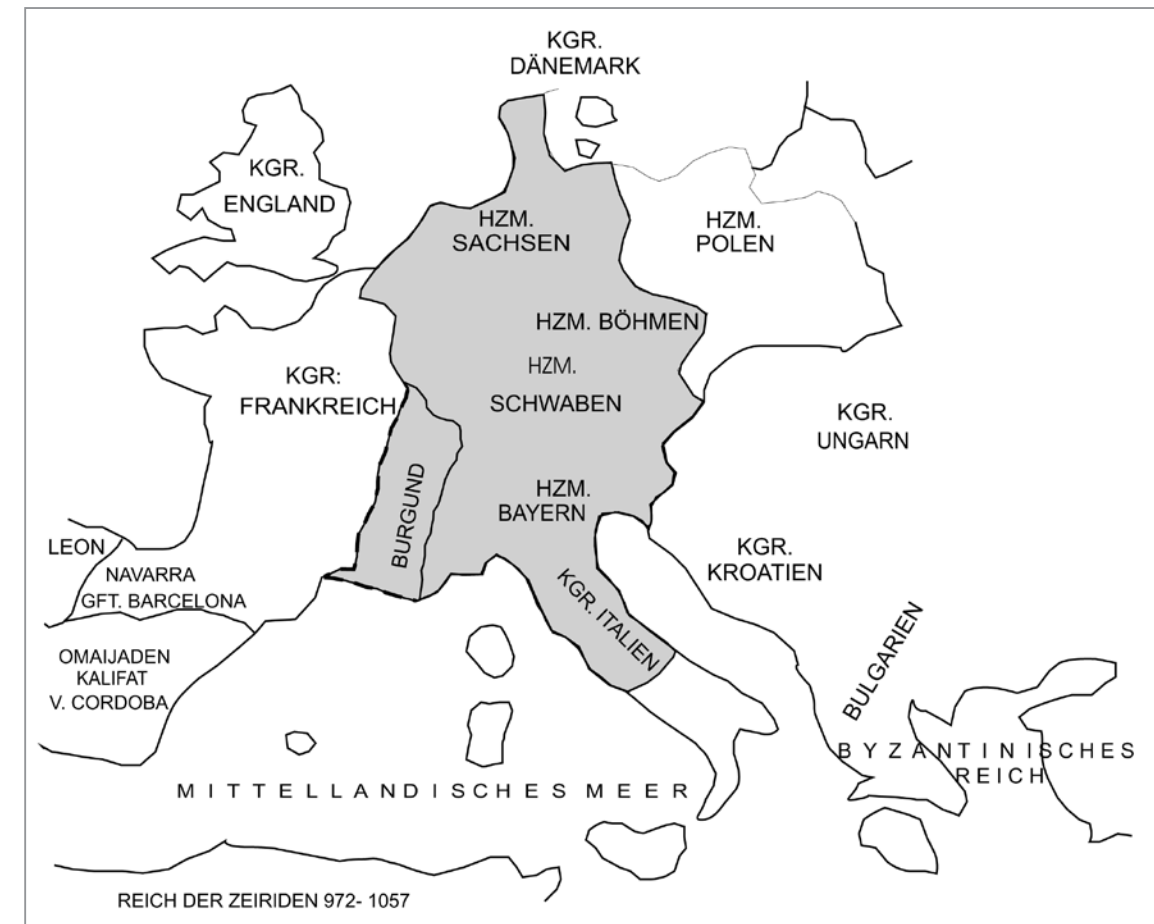 KGR.
DÄNEMARK
KGR.
ENGLAND
HZM.
SACHSEN
HZM.
POLEN
HZM. BÖHMEN
HZM.
SCHWABEN
KGR:
FRANKREICH
KGR.
UNGARN
BURGUND
HZM.
BAYERN
LEON
NAVARRA
GFT. BARCELONA
KGR.
KROATIEN
KGR. ITALIEN
OMAIJADEN
KALIFAT
V. CORDOBA
BULGARIEN
BYZANTINISCHES
REICH
MITTELLANDISCHES MEER
REICH DER ZEIRIDEN 972- 1057